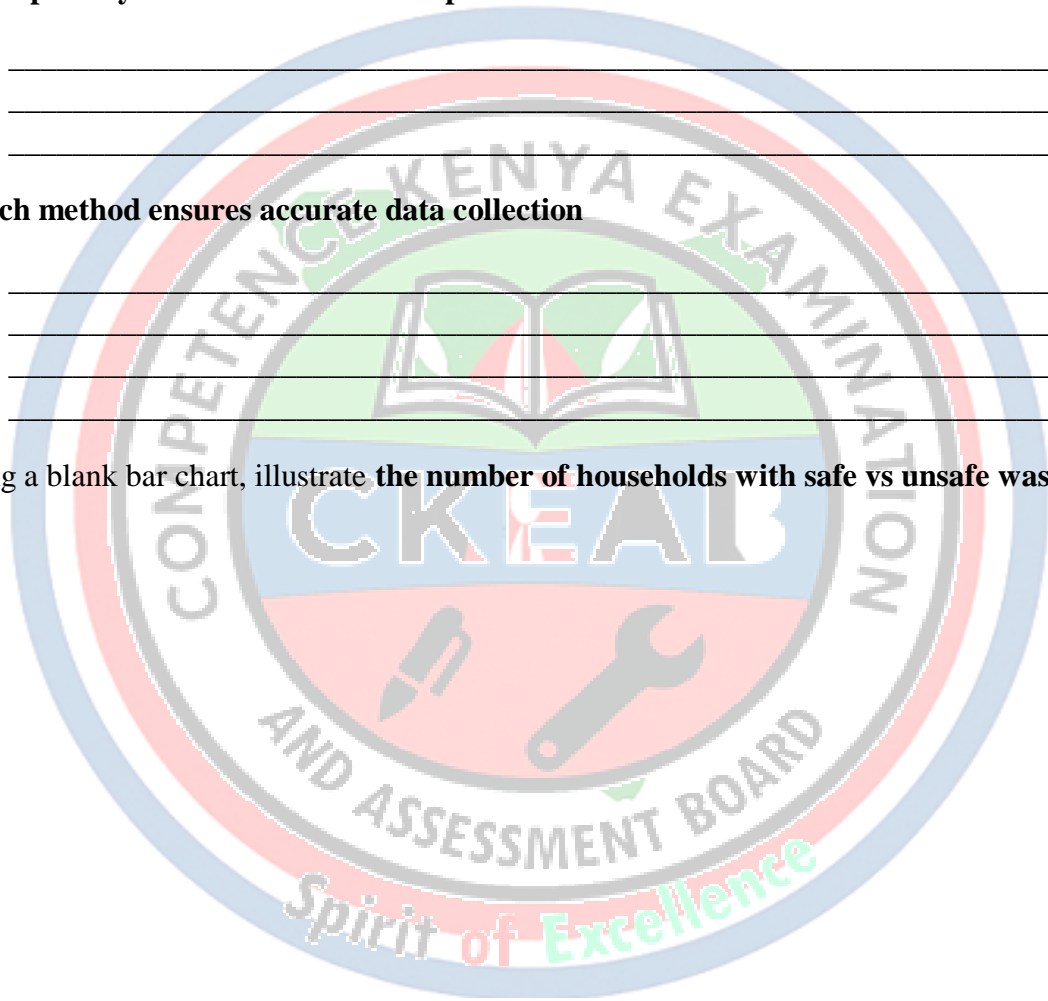 ch method ensures accurate data collection
g a blank bar chart, illustrate the number of households with safe vs unsafe was
COMPETENCE KENYA EXAMINATION
CKEAB
AND ASSESSMENT BOARD
Spirit of Excellence